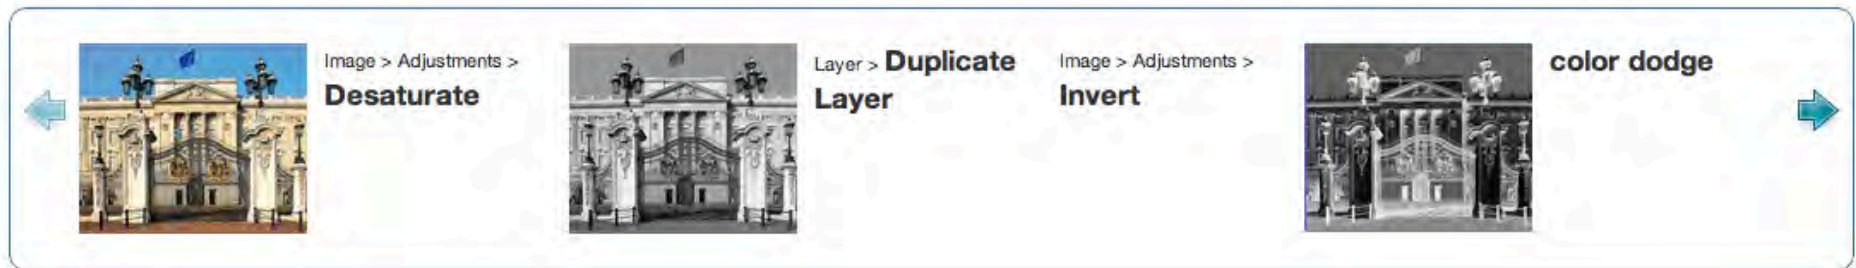 Image > Adjustments >
Desaturate
Layer > Duplicate
Layer
Image > Adjustments >
Invert
color dodge